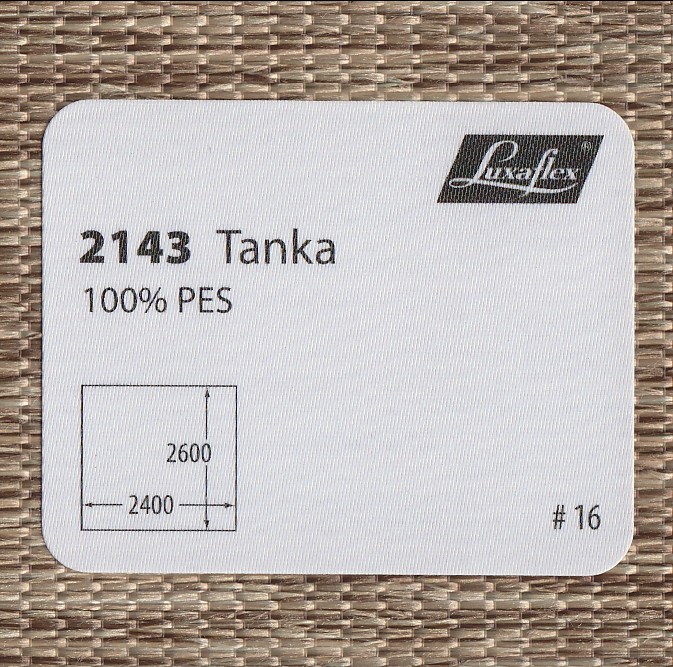 Luxaflex®
2143 Tanka
100% PES
2600
2400
# 16